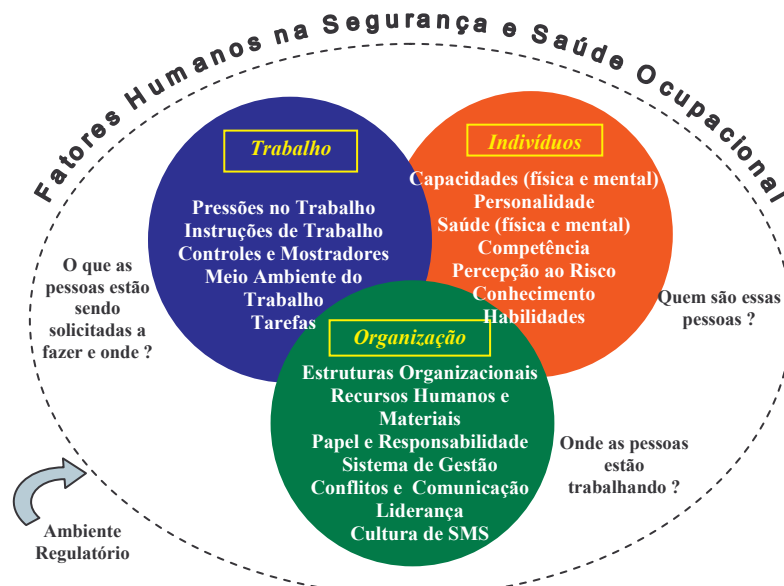 Fatores Humanos na Segurança e Saúde Ocupacional
Trabalho
Pressões no Trabalho
Instruções de Trabalho
Controles e Mostradores
Meio Ambiente do
Trabalho
Tarefas
Indivíduos
Capacidades (física e mental)
Personalidade
Saúde (física e mental)
Competência
Percepção ao Risco
Conhecimento
Habilidades
O que as
pessoas estão
sendo
solicitadas a
fazer e onde ?
Quem são essas
pessoas ?
Organização
Estruturas Organizacionais
Recursos Humanos e
Materiais
Papel e Responsabilidade
Sistema de Gestão
Conflitos e Comunicação
Liderança
Cultura de SMS
Onde as pessoas
estão
trabalhando ?
Ambiente
Regulatório